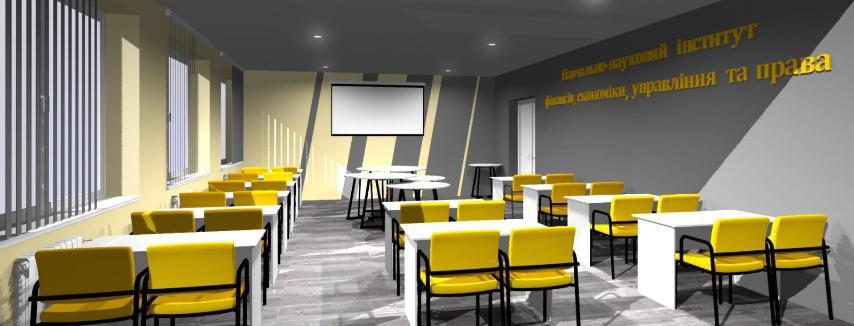 Навчально-науковий інститут
фінансів, економіки, управління та права